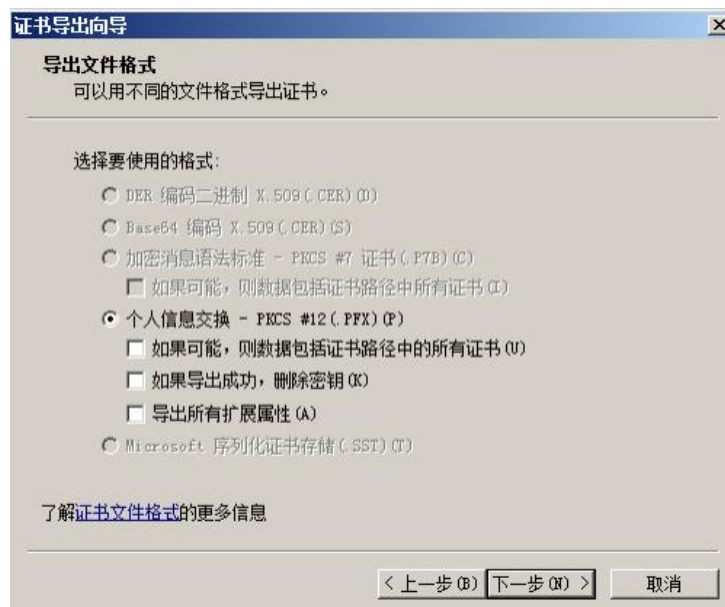 证书导出向导
导出文件格式
可以用不同的文件格式导出证书。
选择要使用的格式:
DER 编码二进制 X.509(.CER)(D)
Base64 编码 X.509(.CER)(S)
加密消息语法标准 - PKCS #7 证书(.P7B)(C)
如果可能，则数据包括证书路径中所有证书(I)
个人信息交换 - PKCS #12(.PFX)(P)
如果可能，则数据包括证书路径中的所有证书(U)
如果导出成功，删除密钥(K)
导出所有扩展属性(A)
Microsoft 序列化证书存储(.SST)(T)
了解证书文件格式的更多信息
< 上一步(B) 下一步(N) > 取消